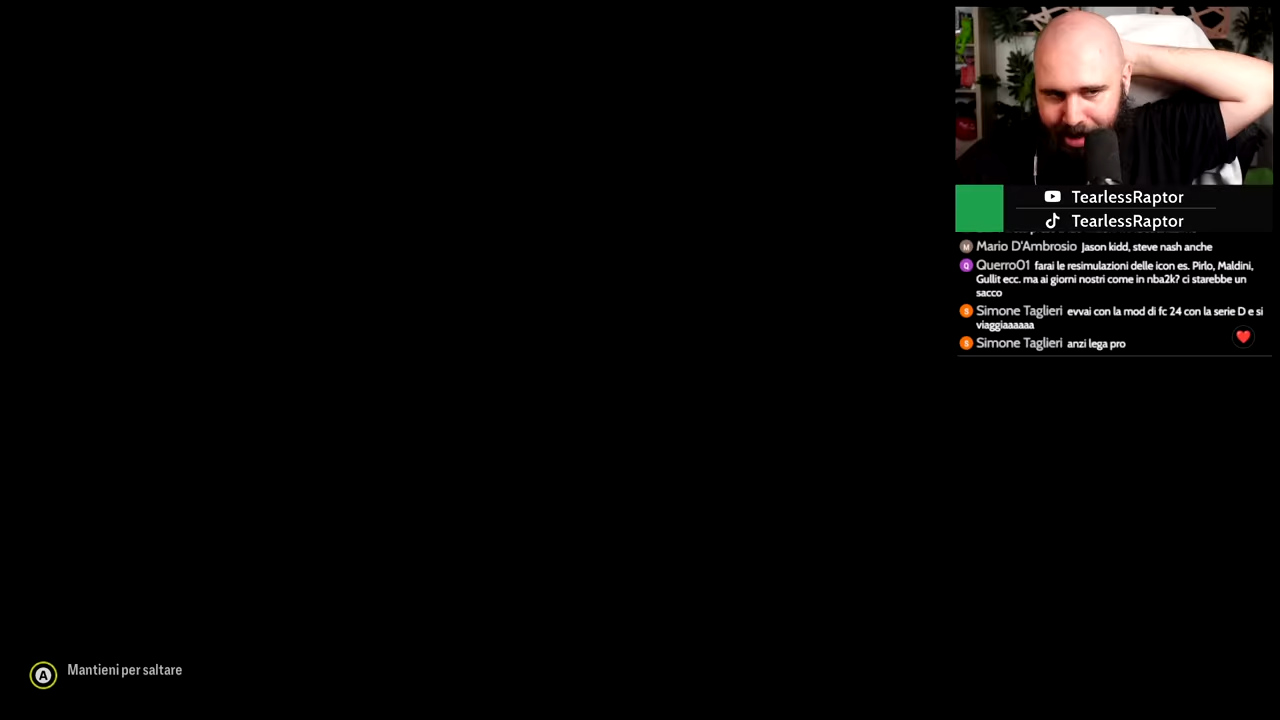 TearlessRaptor
TearlessRaptor
M Mario D'Ambrosio Jason kidd, steve nash anche
Q Querro01 farai le resimulazioni delle icon es. Pirlo, Maldini,
Gullit ecc. ma ai giorni nostri come in nba2k? ci starebbe un
sacco
S Simone Taglieri evvai con la mod di fc 24 con la serie D e si
viaggiaaaaaa
S Simone Taglieri anzi lega pro
A Mantieni per saltare